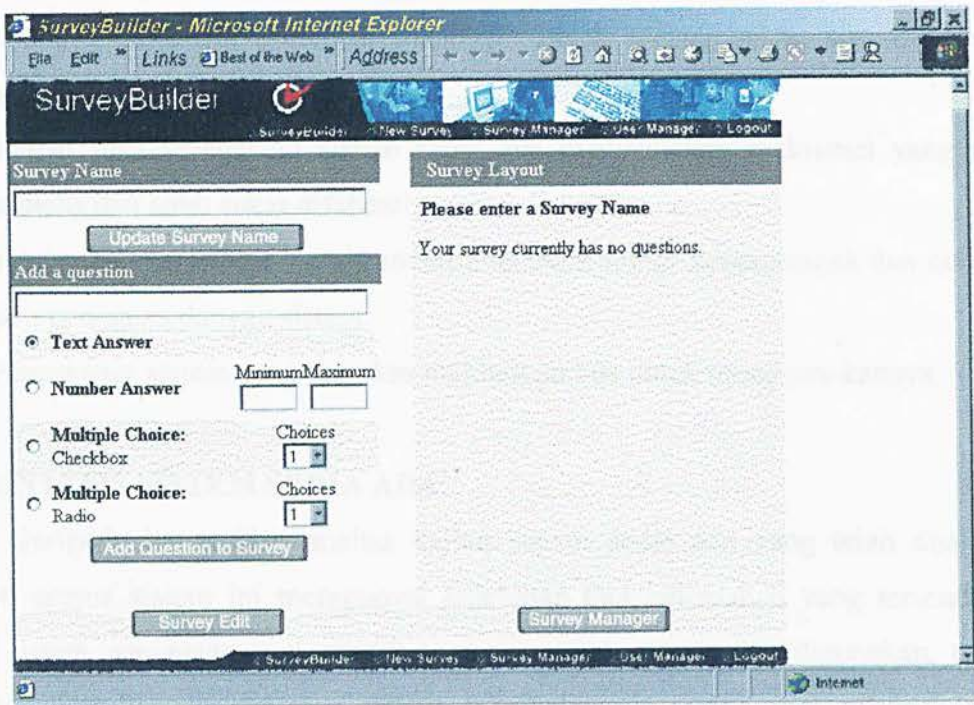 SurveyBuilder - Microsoft Internet Explorer
File Edit » Links Best of the Web » Address
SurveyBuilder
SurveyBuilder New Survey Survey Manager User Manager Logout
Survey Name
Update Survey Name
Add a question
Text Answer
Number Answer
Minimum Maximum
Multiple Choice:
Checkbox
Choices
1
Multiple Choice:
Radio
Choices
1
Add Question to Survey
Survey Edit
Survey Layout
Please enter a Survey Name
Your survey currently has no questions.
Survey Manager
SurveyBuilder New Survey Survey Manager User Manager Logout
Internet